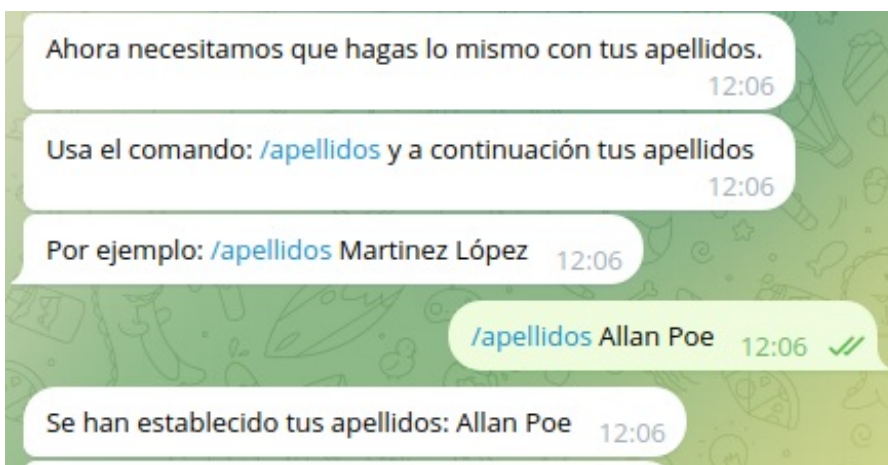 Ahora necesitamos que hagas lo mismo con tus apellidos.
12:06
Usa el comando: /apellidos y a continuación tus apellidos
12:06
Por ejemplo: /apellidos Martinez López 12:06
/apellidos Allan Poe 12:06
Se han establecido tus apellidos: Allan Poe 12:06